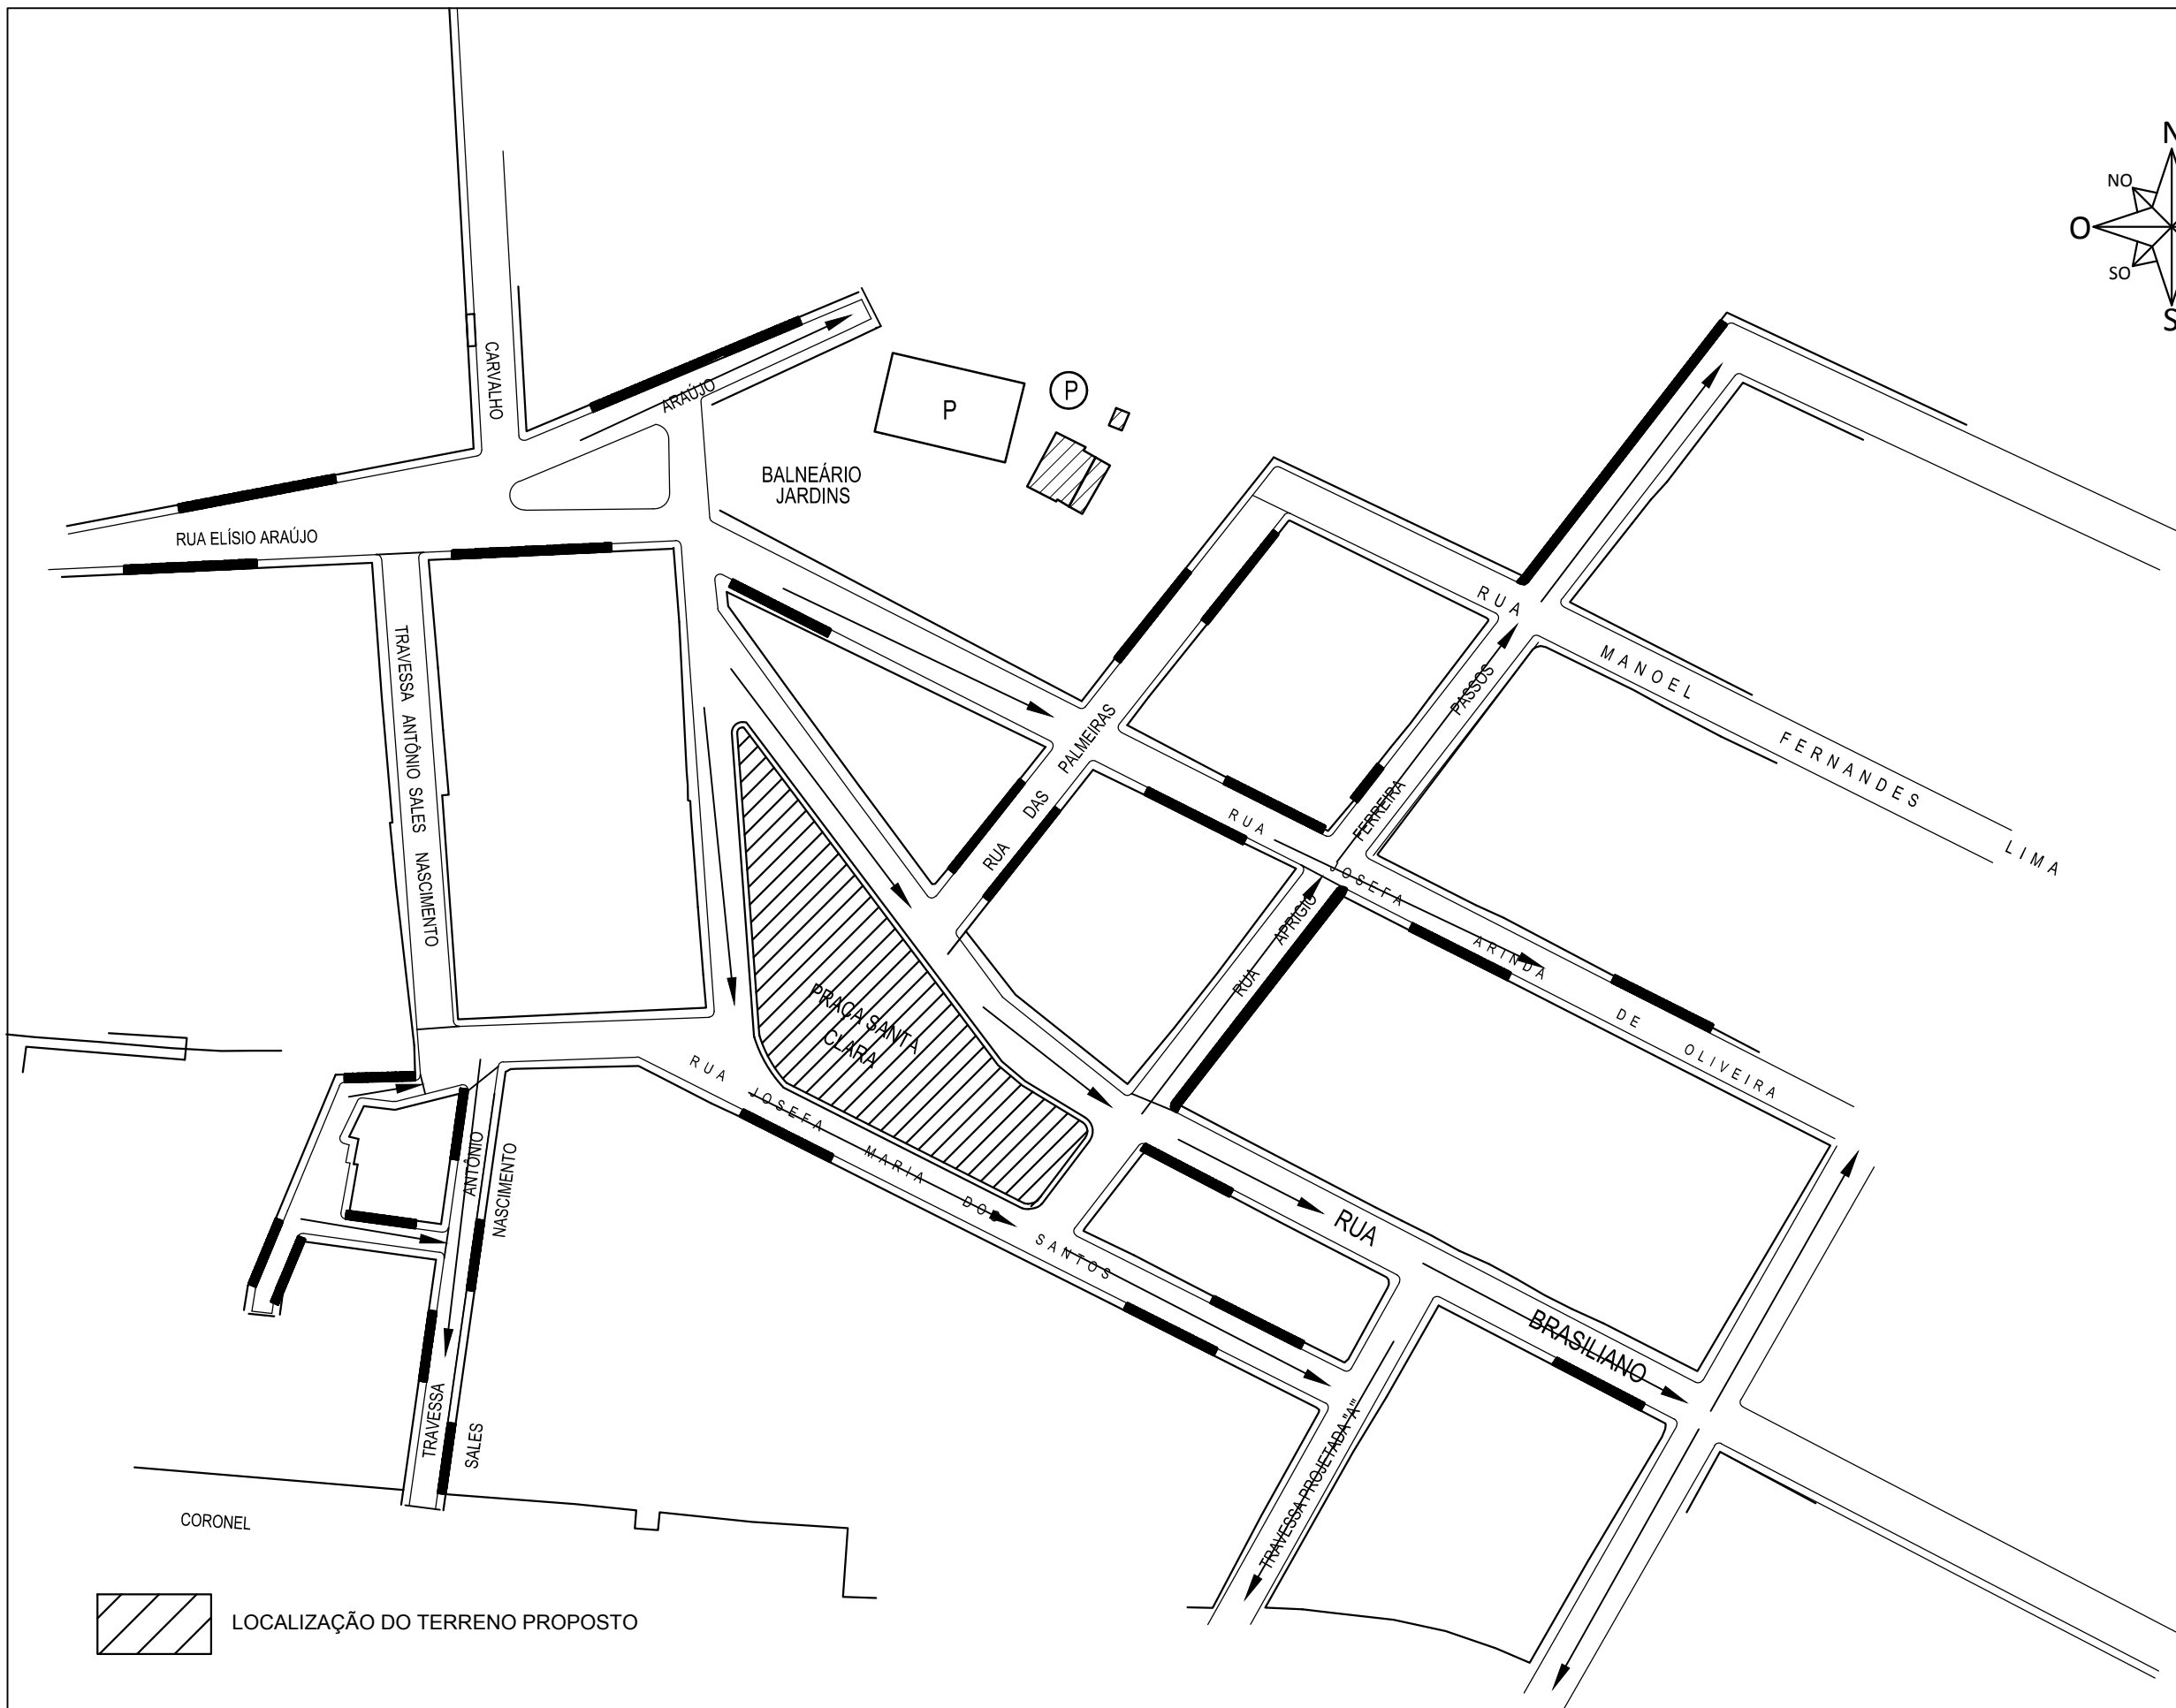 N
NO
O
SO
S
CARVALHO
ARAÚJO
P
P
BALNEÁRIO
JARDINS
RUA ELÍSIO ARAÚJO
TRAVESSA ANTÔNIO SALES NASCIMENTO
RUA DAS PALMEIRAS
RUA MANOEL FERNANDES LIMA
RUA APRIGIO FERREIRA PASSOS
RUA JOSEFA ARINDA DE OLIVEIRA
PRAÇA SANTA
CLARA
RUA JOSEFA MARIA DOS SANTOS
TRAVESSA ANTÔNIO
SALES NASCIMENTO
RUA BRASILIANO
TRAVESSA PROJETADA "A"
CORONEL
LOCALIZAÇÃO DO TERRENO PROPOSTO